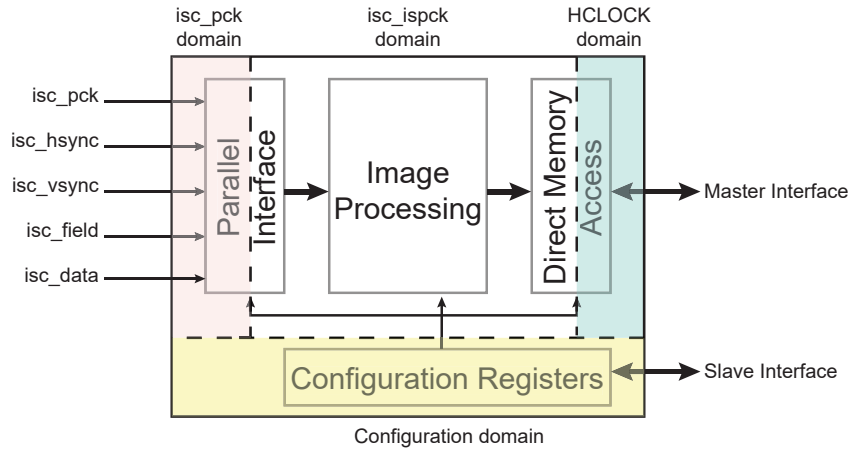 isc_pck
domain
isc_ispck
domain
HCLOCK
domain
isc_pck
isc_hsync
isc_vsync
isc_field
isc_data
Parallel
Interface
Image
Processing
Direct Memory
Access
Master Interface
Configuration Registers
Slave Interface
Configuration domain